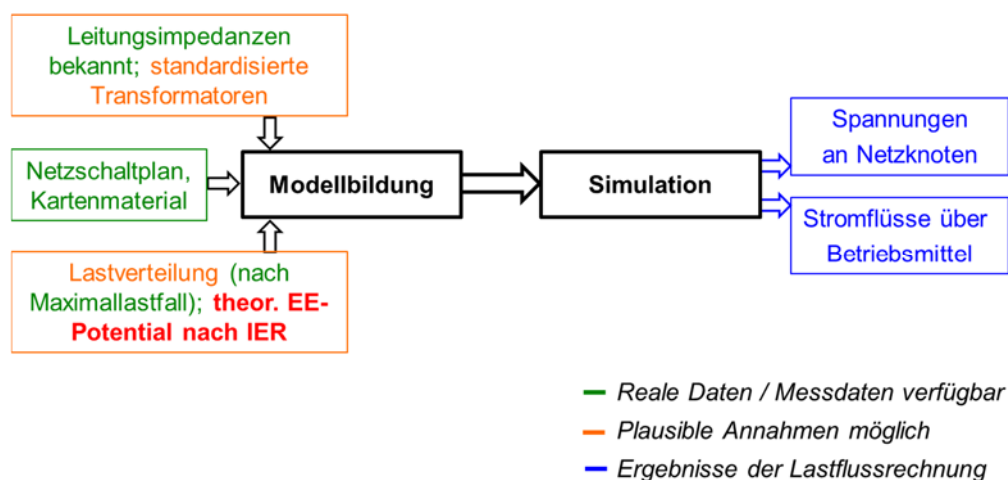 Leitungsimpedanzen
bekannt; standardisierte
Transformatoren
Netzschaltplan,
Kartenmaterial
Modellbildung
Simulation
Spannungen
an Netzknoten
Stromflüsse über
Betriebsmittel
Lastverteilung (nach
Maximallastfall); theor. EE-
Potential nach IER
Reale Daten / Messdaten verfügbar
Plausible Annahmen möglich
Ergebnisse der Lastflussrechnung